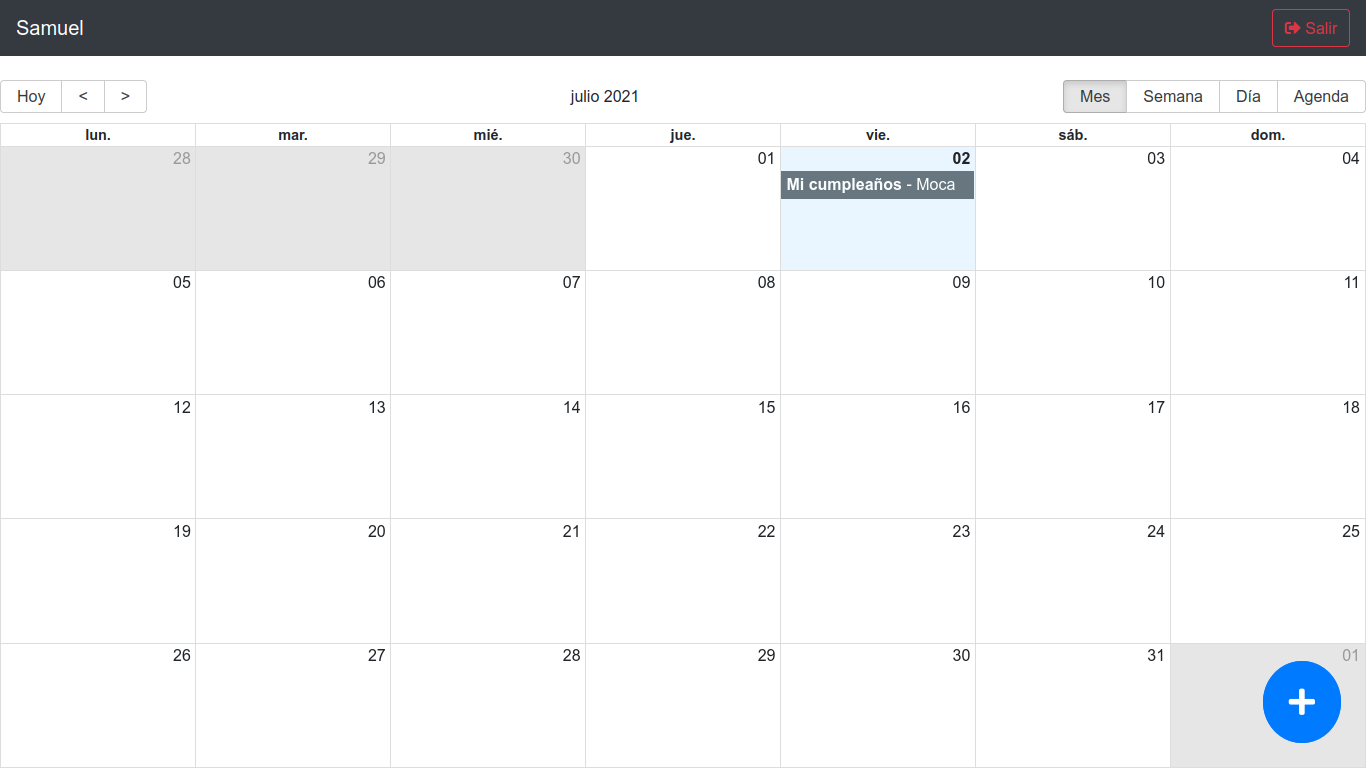 Samuel
Salir
Hoy < > julio 2021 Mes Semana Día Agenda
lun. mar. mié. jue. vie. sáb. dom.
28 29 30 01 02 03 04
Mi cumpleaños - Moca
05 06 07 08 09 10 11
12 13 14 15 16 17 18
19 20 21 22 23 24 25
26 27 28 29 30 31 01